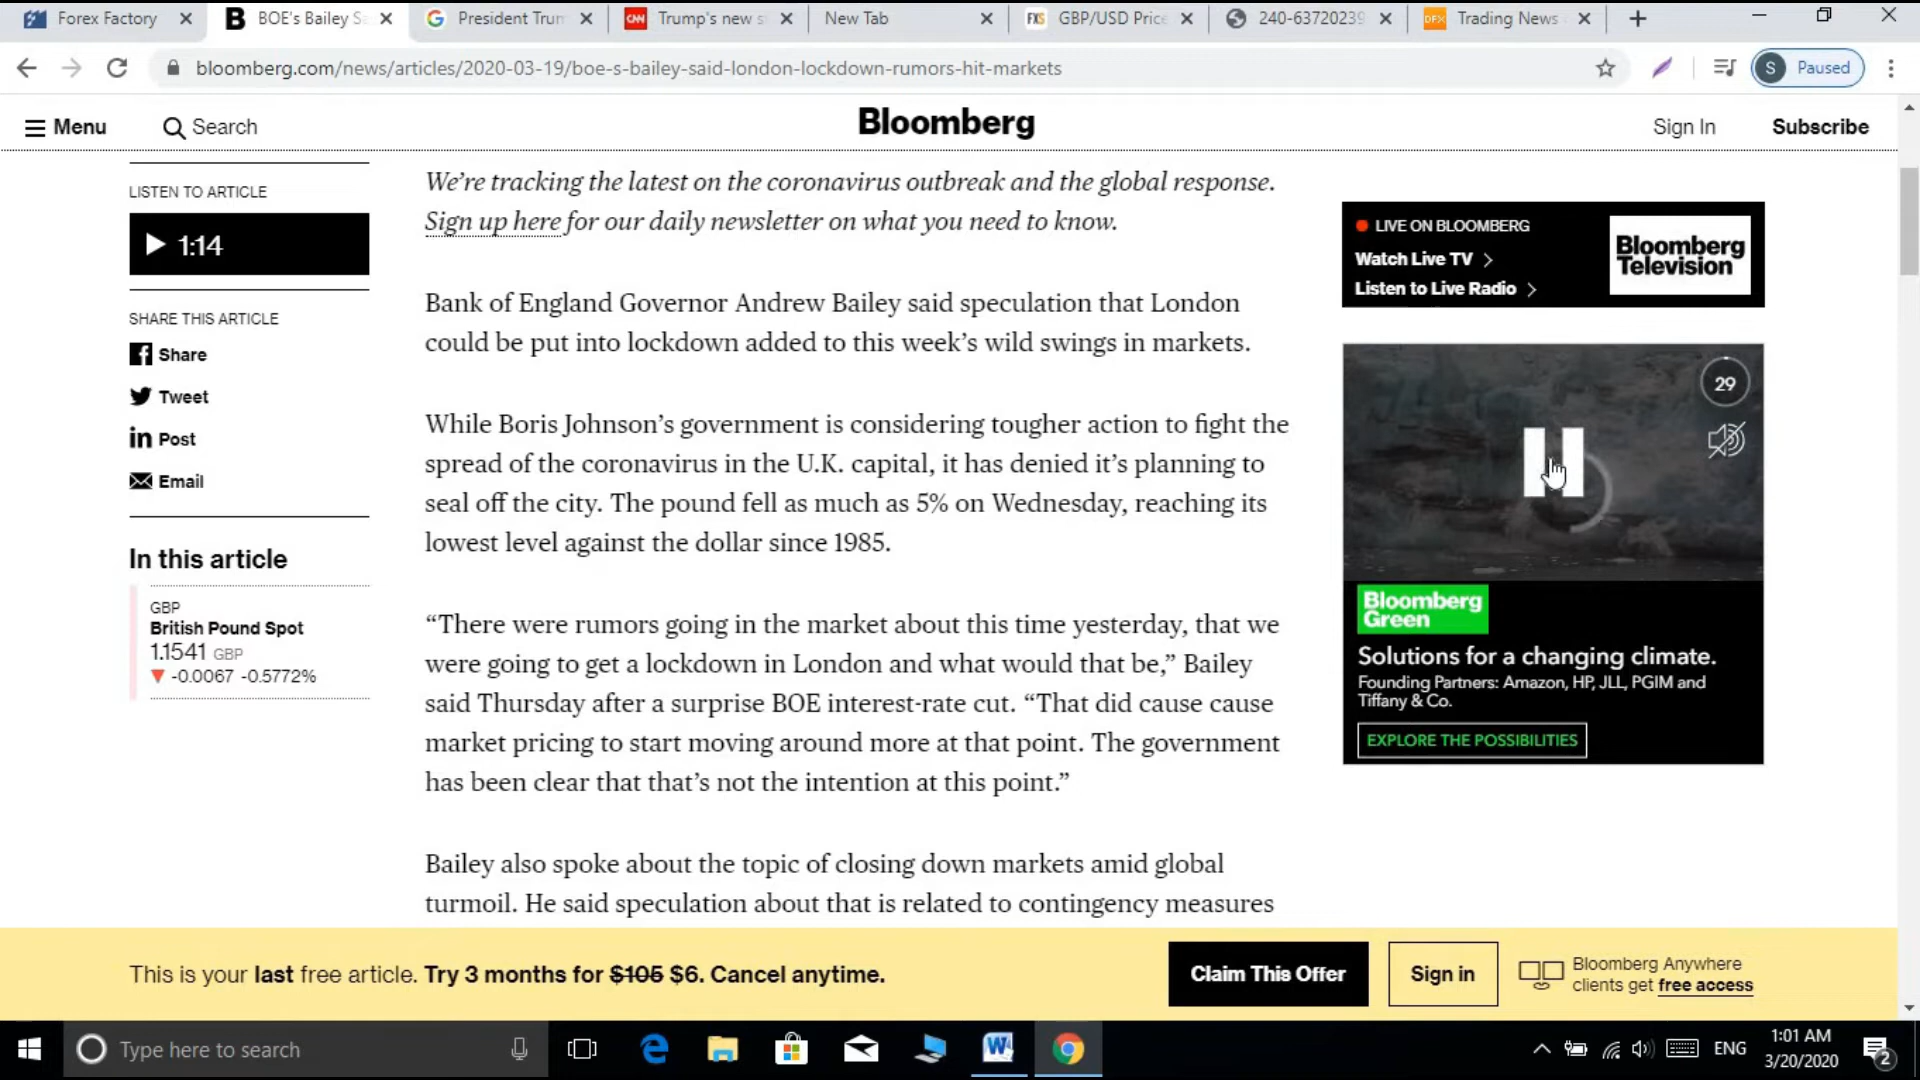 Forex Factory
BOE's Bailey Sa
President Trum
CNN
Trump's new s
New Tab
FXS
GBP/USD Price
240-63720239
DFX
Trading News
bloomberg.com/news/articles/2020-03-19/boe-s-bailey-said-london-lockdown-rumors-hit-markets
S
Paused
Menu
Search
Bloomberg
Sign In
Subscribe
LISTEN TO ARTICLE
1:14
SHARE THIS ARTICLE
Share
Tweet
Post
Email
In this article
GBP
British Pound Spot
1.1541 GBP
-0.0067 -0.5772%
We're tracking the latest on the coronavirus outbreak and the global response.
Sign up here for our daily newsletter on what you need to know.
Bank of England Governor Andrew Bailey said speculation that London
could be put into lockdown added to this week's wild swings in markets.
While Boris Johnson's government is considering tougher action to fight the
spread of the coronavirus in the U.K. capital, it has denied it's planning to
seal off the city. The pound fell as much as 5% on Wednesday, reaching its
lowest level against the dollar since 1985.
“There were rumors going in the market about this time yesterday, that we
were going to get a lockdown in London and what would that be,” Bailey
said Thursday after a surprise BOE interest-rate cut. “That did cause cause
market pricing to start moving around more at that point. The government
has been clear that that's not the intention at this point.”
Bailey also spoke about the topic of closing down markets amid global
turmoil. He said speculation about that is related to contingency measures
LIVE ON BLOOMBERG
Watch Live TV
Listen to Live Radio
Bloomberg
Television
29
Bloomberg
Green
Solutions for a changing climate.
Founding Partners: Amazon, HP, JLL, PGIM and
Tiffany & Co.
EXPLORE THE POSSIBILITIES
This is your last free article. Try 3 months for $105 $6. Cancel anytime.
Claim This Offer
Sign in
Bloomberg Anywhere
clients get free access
Type here to search
ENG
1:01 AM
3/20/2020
2